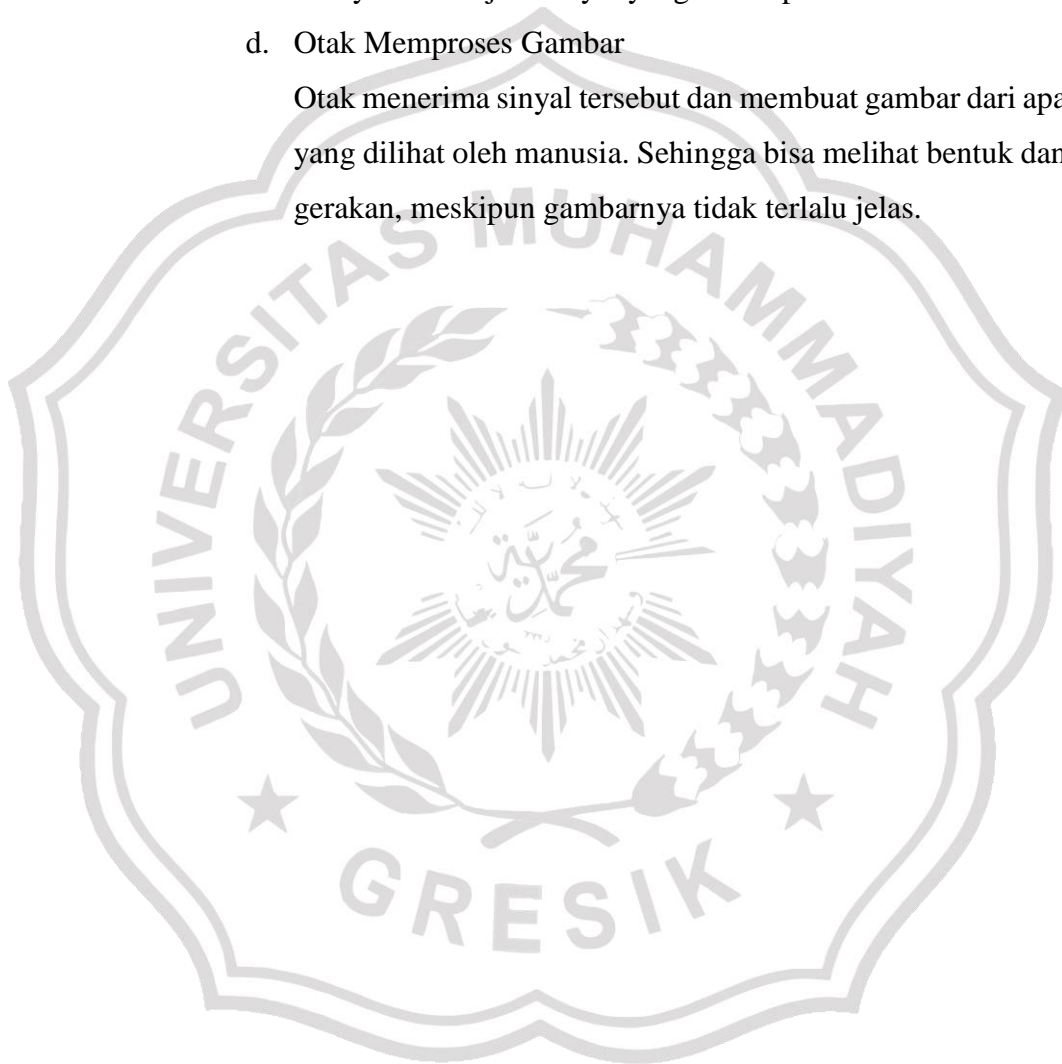 d. Otak Memproses Gambar
Otak menerima sinyal tersebut dan membuat gambar dari apa
yang dilihat oleh manusia. Sehingga bisa melihat bentuk dan
gerakan, meskipun gambarnya tidak terlalu jelas.
UNIVERSITAS MUHAMMADIYAH
محمدية
GRESIK